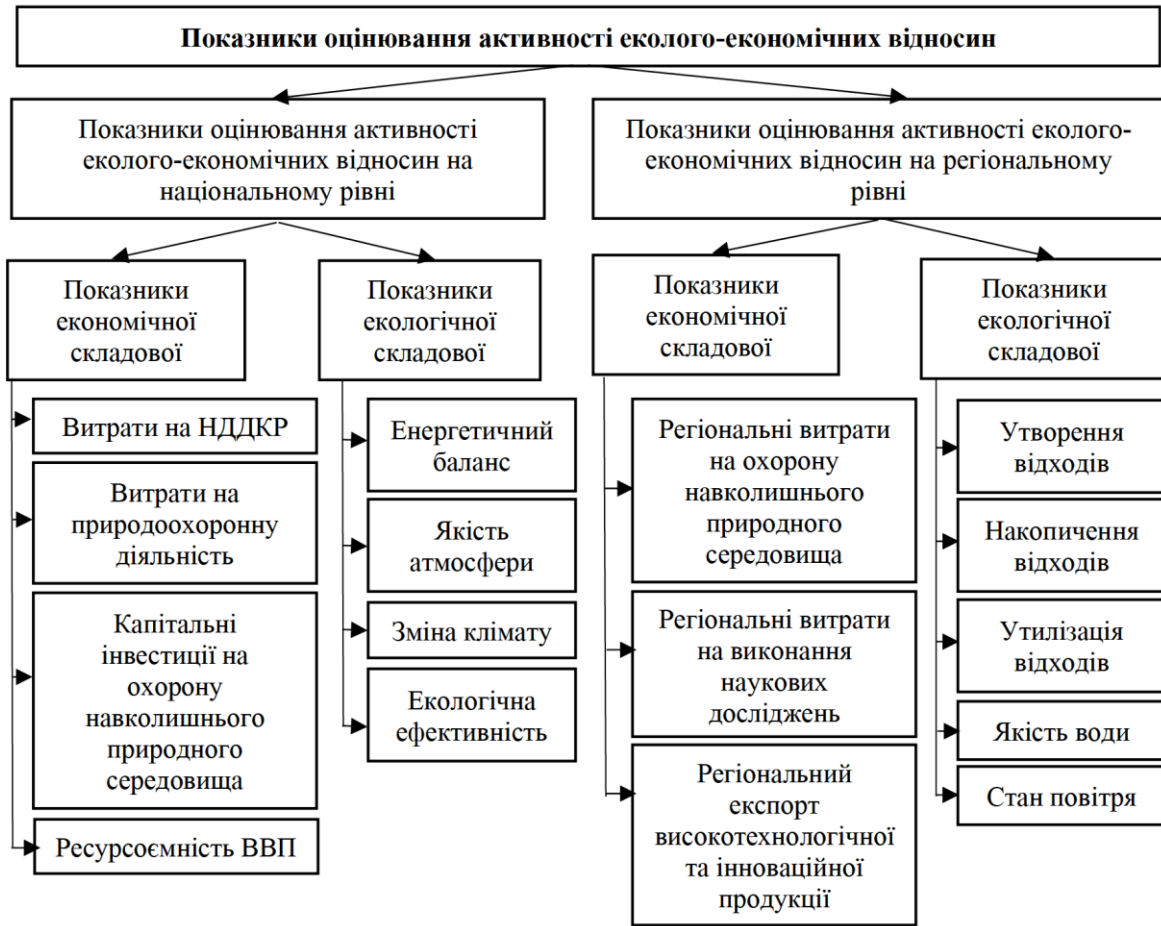 Показники оцінювання активності еколого-економічних відносин
Показники оцінювання активності
еколого-економічних відносин на
національному рівні
Показники оцінювання активності еколого-
економічних відносин на регіональному
рівні
Показники
економічної
складової
Показники
екологічної
складової
Показники
економічної
складової
Показники
екологічної
складової
Витрати на НДДКР
Витрати на
природоохоронну
діяльність
Капітальні
інвестиції на
охорону
навколишнього
природного
середовища
Ресурсоємність ВВП
Енергетичний
баланс
Якість
атмосфери
Зміна клімату
Екологічна
ефективність
Регіональні витрати
на охорону
навколишнього
природного
середовища
Регіональні витрати
на виконання
наукових
досліджень
Регіональний
експорт
високотехнологічної
та інноваційної
продукції
Утворення
відходів
Накопичення
відходів
Утилізація
відходів
Якість води
Стан повітря